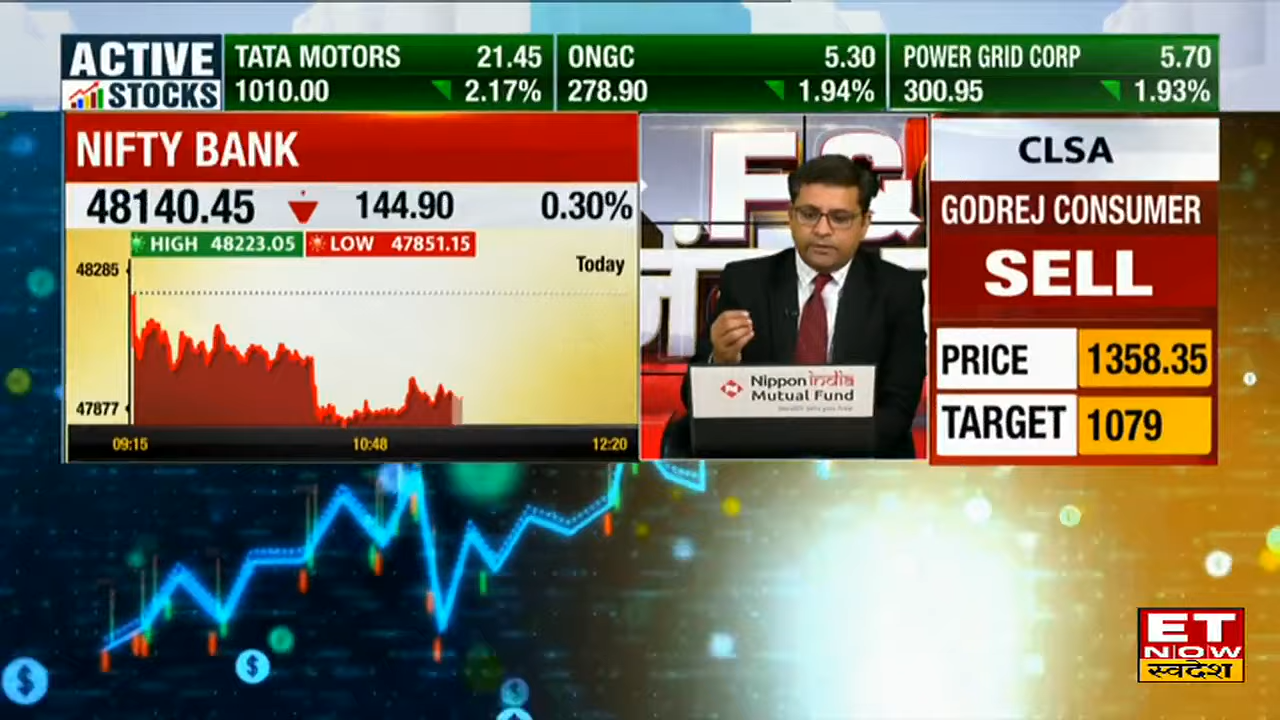 ACTIVE
STOCKS
TATA MOTORS 21.45
1010.00 2.17%
ONGC 5.30
278.90 1.94%
POWER GRID CORP 5.70
300.95 1.93%
NIFTY BANK
48140.45 144.90 0.30%
HIGH 48223.05 LOW 47851.15
48285
Today
47877
09:15 10:48 12:20
F&
Nippon india
Mutual Fund
CLSA
GODREJ CONSUMER
SELL
PRICE 1358.35
TARGET 1079
ET
NOW
स्वदेश